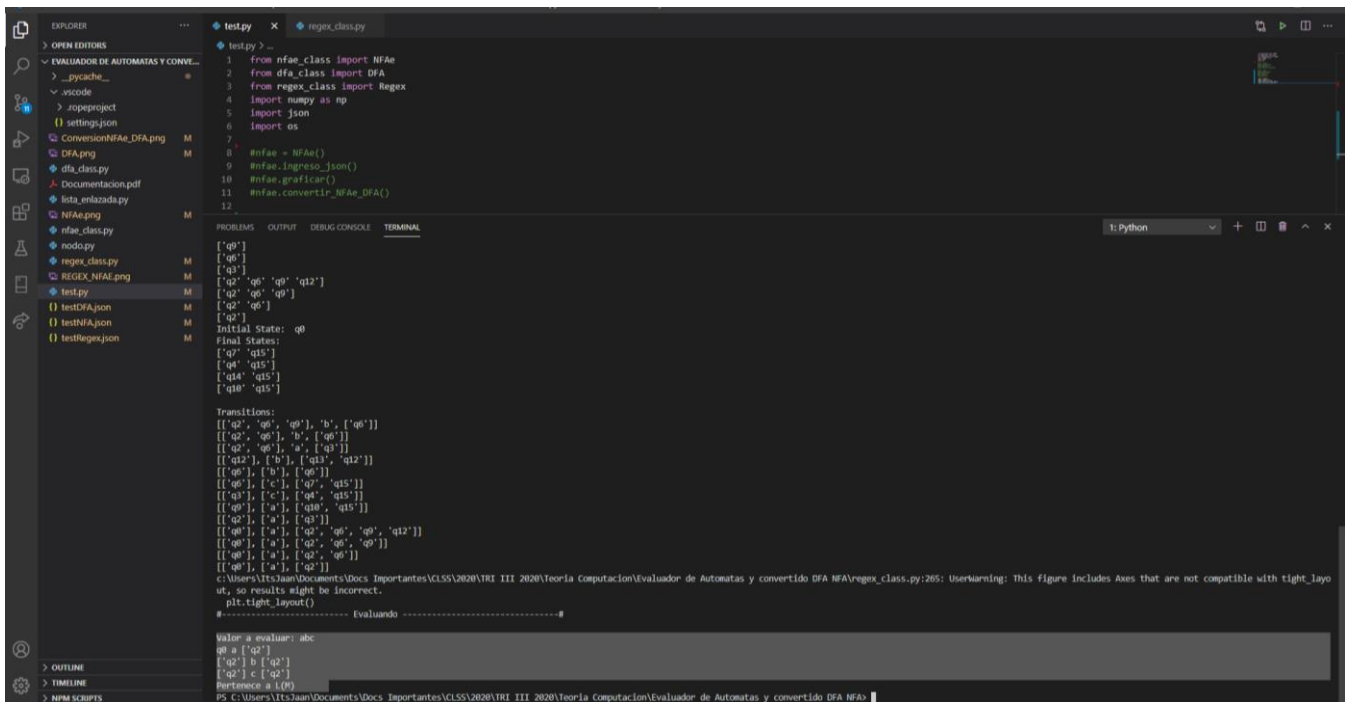 EXPLORER
OPEN EDITORS
EVALUADOR DE AUTOMATAS Y CONVE...
__pycache__
.vscode
.ropeproject
{} settings.json
ConversionNFAe_DFA.png M
DFA.png M
dfa_class.py
Documentacion.pdf
lista_enlazada.py
NFAe.png M
nfae_class.py
nodo.py
regex_class.py M
REGEX_NFAE.png M
test.py M
{} testDFA.json M
{} testNFA.json M
{} testRegex.json M
OUTLINE
TIMELINE
NPM SCRIPTS
test.py
regex_class.py
test.py > ...
1 from nfae_class import NFAe
2 from dfa_class import DFA
3 from regex_class import Regex
4 import numpy as np
5 import json
6 import os
7
8 #nfae = NFAe()
9 #nfae.ingreso_json()
10 #nfae.graficar()
11 #nfae.convertir_NFAe_DFA()
12
PROBLEMS OUTPUT DEBUG CONSOLE TERMINAL 1: Python
['q9']
['q6']
['q3']
['q2' 'q6' 'q9' 'q12']
['q2' 'q6' 'q9']
['q2' 'q6']
['q2']
Initial State: q0
Final States:
['q7' 'q15']
['q4' 'q15']
['q14' 'q15']
['q10' 'q15']
Transitions:
[['q2', 'q6', 'q9'], 'b', ['q6']]
[['q2', 'q6'], 'b', ['q6']]
[['q2', 'q6'], 'a', ['q3']]
[['q12'], ['b'], ['q13', 'q12']]
[['q6'], ['b'], ['q6']]
[['q6'], ['c'], ['q7', 'q15']]
[['q3'], ['c'], ['q4', 'q15']]
[['q9'], ['a'], ['q10', 'q15']]
[['q2'], ['a'], ['q3']]
[['q0'], ['a'], ['q2', 'q6', 'q9', 'q12']]
[['q0'], ['a'], ['q2', 'q6', 'q9']]
[['q0'], ['a'], ['q2', 'q6']]
[['q0'], ['a'], ['q2']]
c:\Users\ItsJaan\Documents\Docs Importantes\CLSS\2020\TRI III 2020\Teoria Computacion\Evaluador de Automatas y convertido DFA NFA\regex_class.py:265: UserWarning: This figure includes Axes that are not compatible with tight_layo
ut, so results might be incorrect.
plt.tight_layout()
#-------------------------- Evaluando --------------------------------#
Valor a evaluar: abc
q0 a ['q2']
['q2'] b ['q2']
['q2'] c ['q2']
Pertenece a L(M)
PS C:\Users\ItsJaan\Documents\Docs Importantes\CLSS\2020\TRI III 2020\Teoria Computacion\Evaluador de Automatas y convertido DFA NFA>